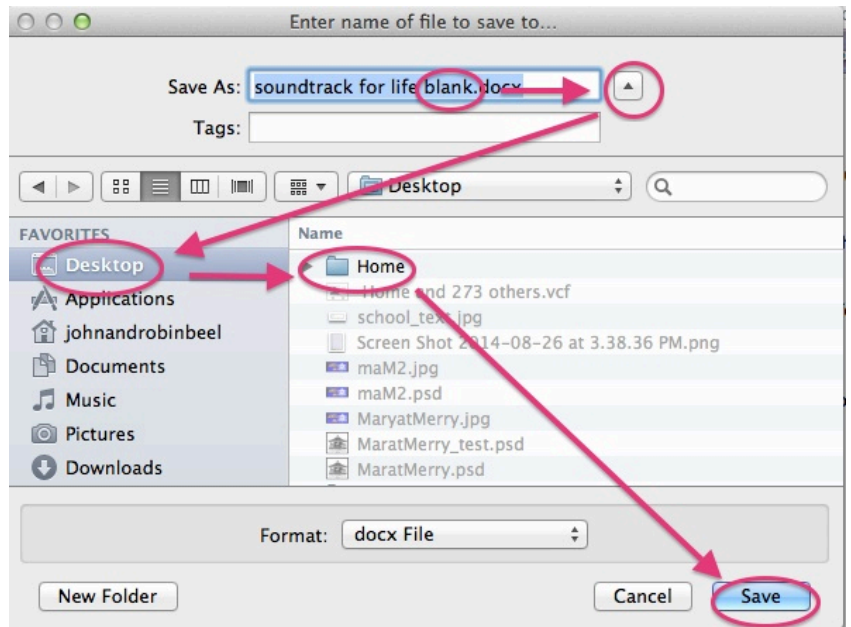 Enter name of file to save to...
Save As: soundtrack for life blank.docx
Tags:
Desktop
FAVORITES
Desktop
Applications
johnandrobinbeel
Documents
Music
Pictures
Downloads
Name
Home
Home and 273 others.vcf
school_text.jpg
Screen Shot 2014-08-26 at 3.38.36 PM.png
maM2.jpg
maM2.psd
MaryatMerry.jpg
MaratMerry_test.psd
MaratMerry.psd
Format: docx File
New Folder
Cancel
Save